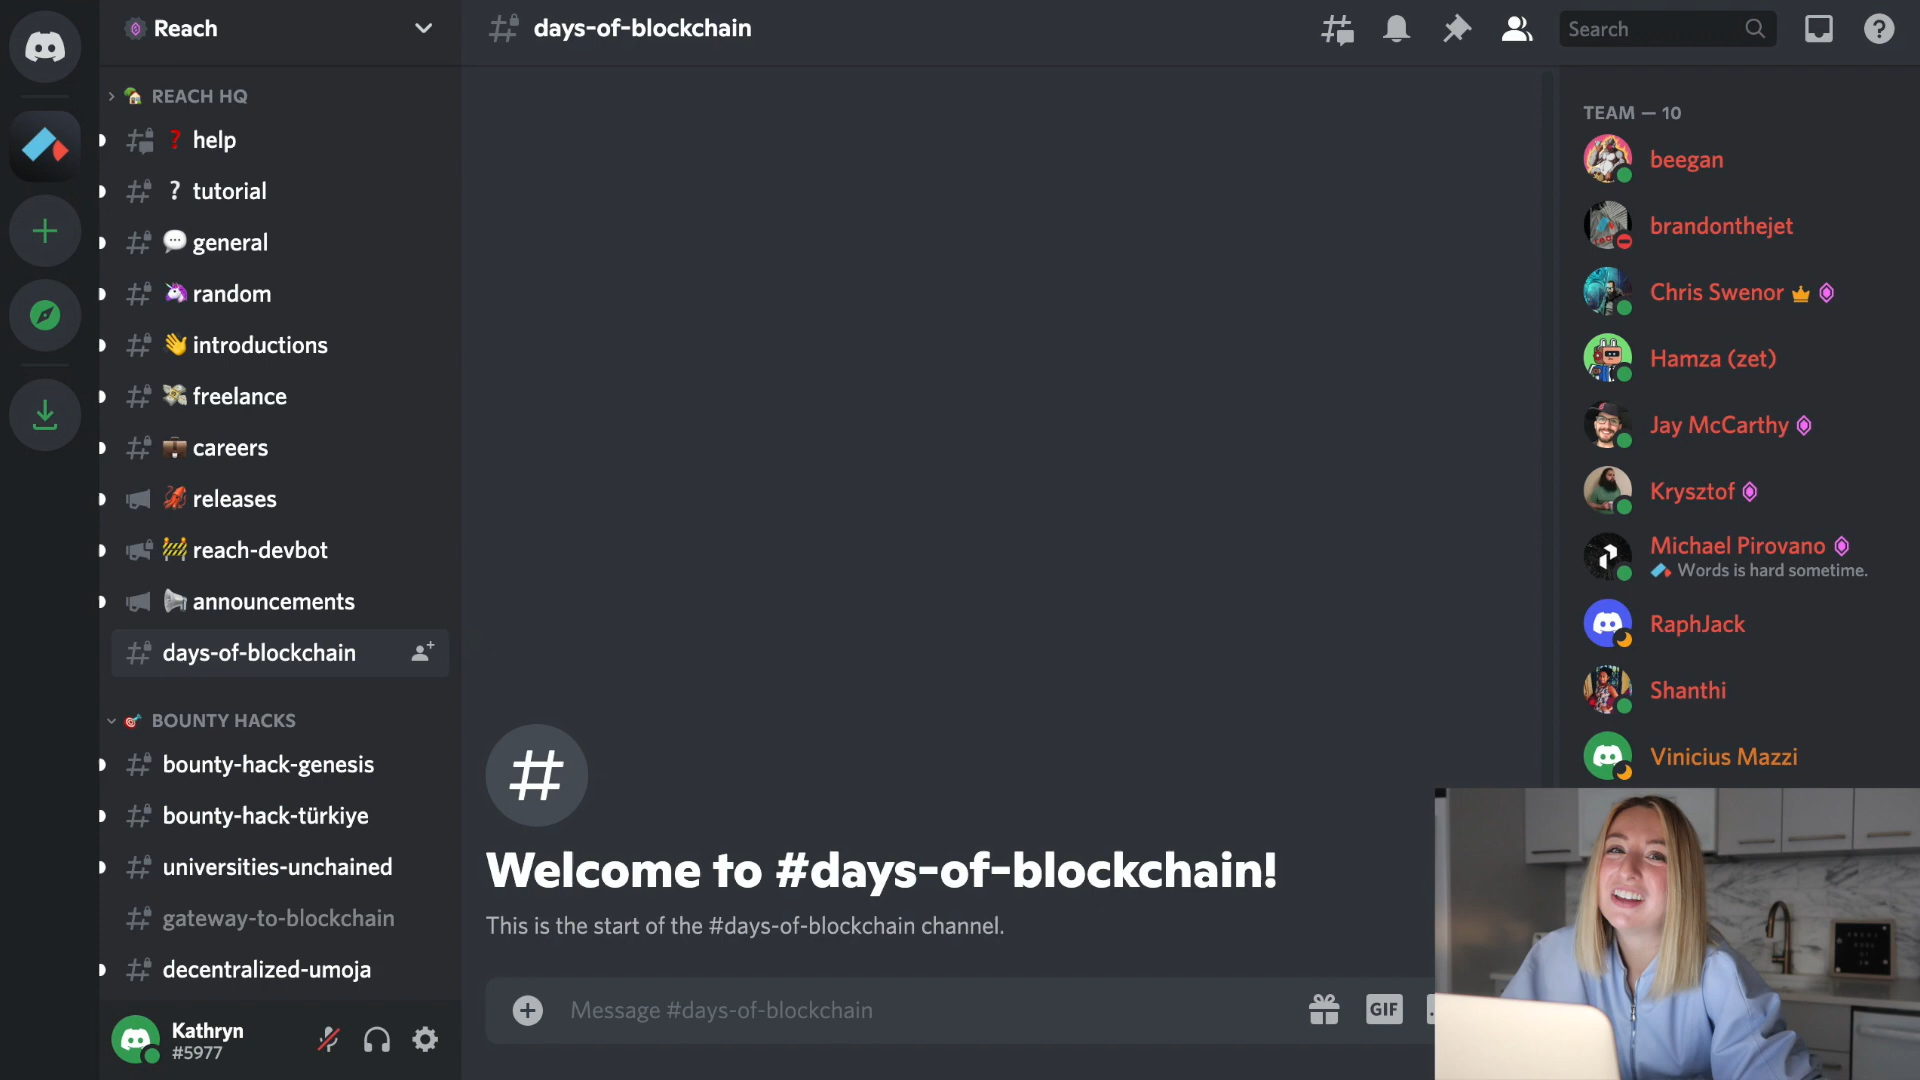 Reach
REACH HQ
help
tutorial
general
random
introductions
freelance
careers
releases
reach-devbot
announcements
days-of-blockchain
BOUNTY HACKS
bounty-hack-genesis
bounty-hack-türkiye
universities-unchained
gateway-to-blockchain
decentralized-umoja
Kathryn
#5977
days-of-blockchain
Search
Welcome to #days-of-blockchain!
This is the start of the #days-of-blockchain channel.
Message #days-of-blockchain
GIF
TEAM — 10
beegan
brandonthejet
Chris Swenor
Hamza (zet)
Jay McCarthy
Krysztof
Michael Pirovano
Words is hard sometime.
RaphJack
Shanthi
Vinicius Mazzi